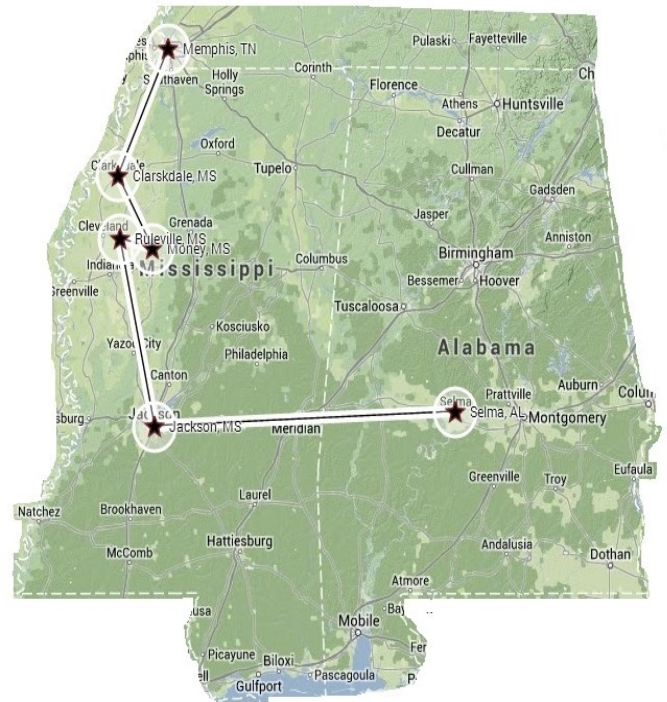 Pulaski
Fayetteville
Memphis, TN
Corinth
Southaven
Holly
Springs
Florence
Athens
Huntsville
Decatur
Oxford
Clarskdale, MS
Tupelo
Cullman
Gadsden
Jasper
Cleveland
Grenada
Ruleville, MS
Money, MS
Anniston
Birmingham
Mississippi
Columbus
Bessemer
Hoover
Greenville
Tuscaloosa
Kosciusko
Yazoo City
Philadelphia
Alabama
Canton
Auburn
Selma
Prattville
Jackson
Selma, AL
Montgomery
Jackson, MS
Meridian
Eufaula
Greenville
Troy
Laurel
Natchez
Brookhaven
Hattiesburg
McComb
Andalusia
Dothan
Atmore
Mobile
Picayune
Biloxi
Pascagoula
Gulfport